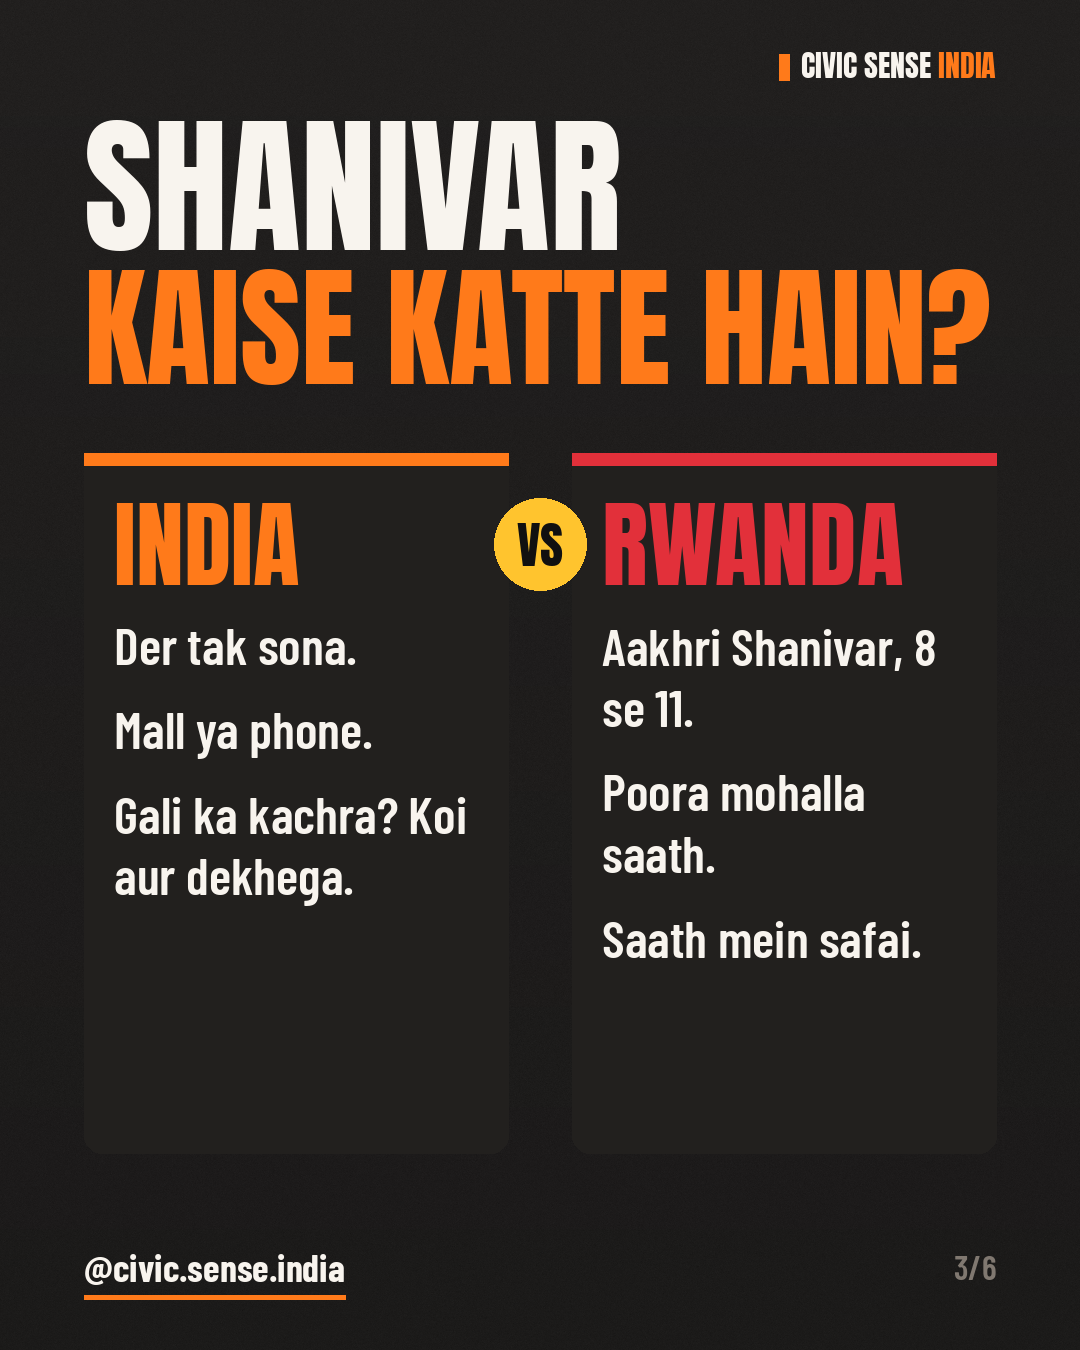 CIVIC SENSE INDIA
SHANIVAR
KAISE KATTE HAIN?
INDIA
Der tak sona.
Mall ya phone.
Gali ka kachra? Koi
aur dekhega.
VS
RWANDA
Aakhri Shanivar, 8
se 11.
Poora mohalla
saath.
Saath mein safai.
@civic.sense.india
3/6